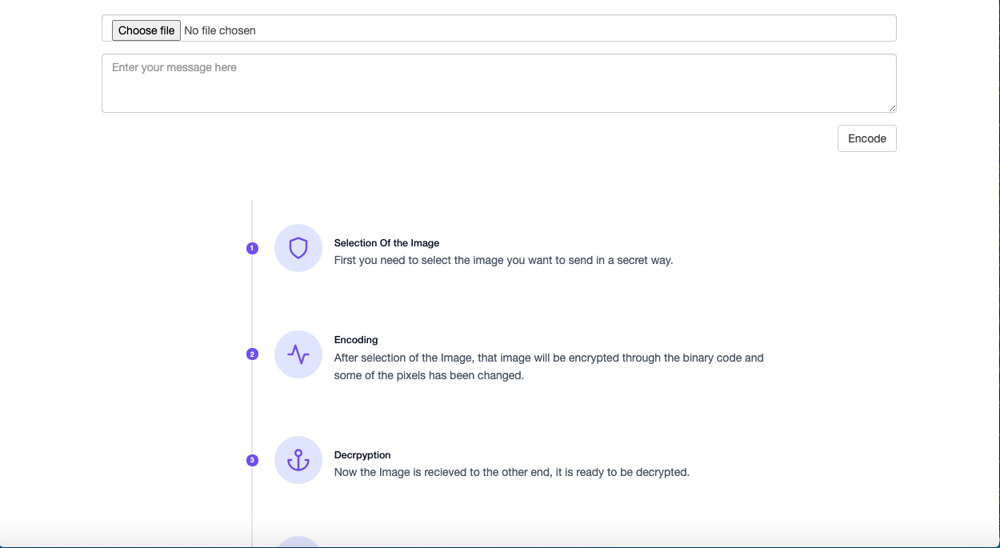 Choose file No file chosen
Enter your message here
Encode
1
Selection Of the Image
First you need to select the image you want to send in a secret way.
2
Encoding
After selection of the Image, that image will be encrypted through the binary code and
some of the pixels has been changed.
3
Decrpyption
Now the Image is recieved to the other end, it is ready to be decrypted.